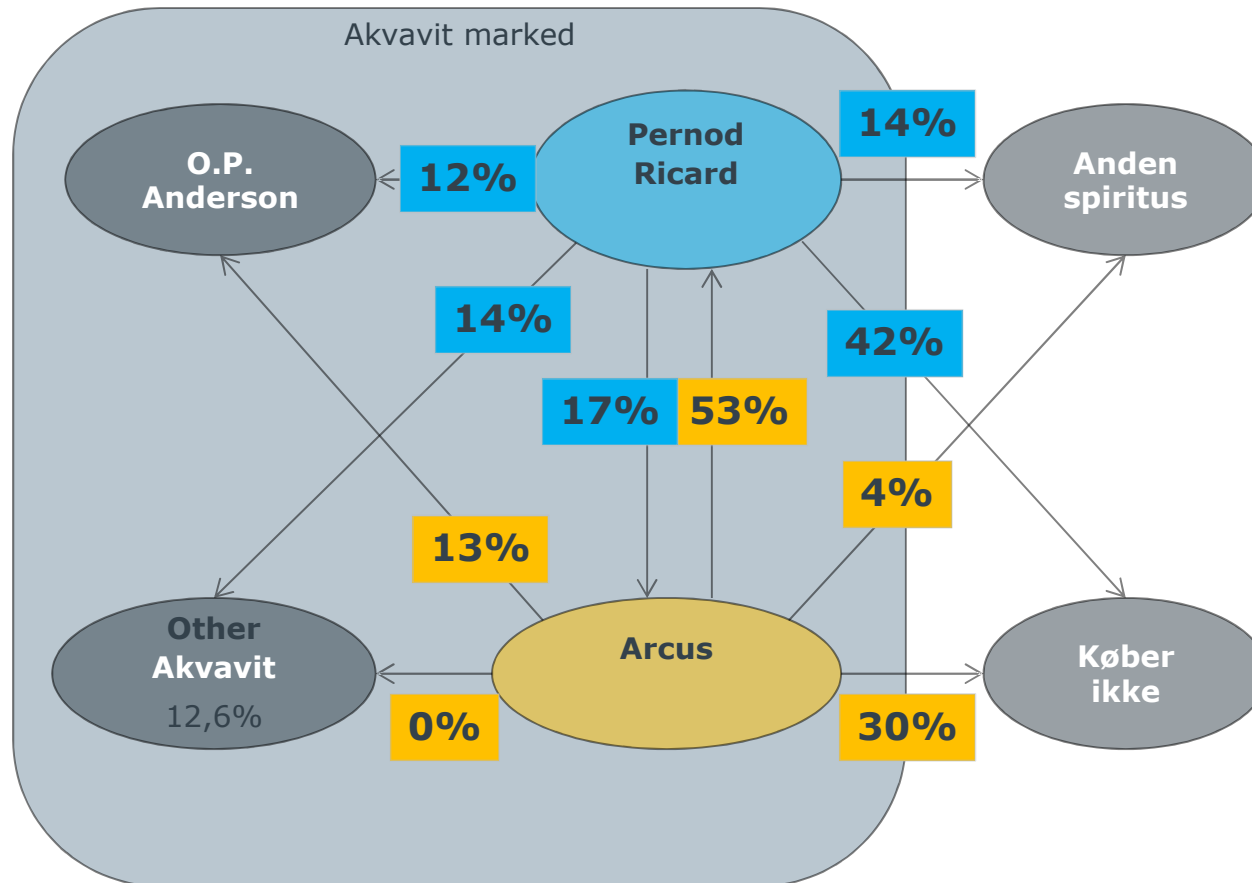 Akvavit marked
O.P.
Anderson
12%
Pernod
Ricard
14%
Anden
spiritus
14%
42%
17%
53%
4%
13%
Other
Akvavit
12,6%
0%
Arcus
30%
Køber
ikke